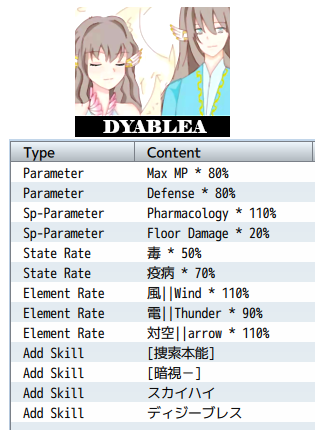 DYABLEA
Type Content
Parameter Max MP * 80%
Parameter Defense * 80%
Sp-Parameter Pharmacology * 110%
Sp-Parameter Floor Damage * 20%
State Rate 毒 * 50%
State Rate 疫病 * 70%
Element Rate 風||Wind * 110%
Element Rate 電||Thunder * 90%
Element Rate 対空||arrow * 110%
Add Skill [捜索本能]
Add Skill [暗視－]
Add Skill スカイハイ
Add Skill ディジーブレス